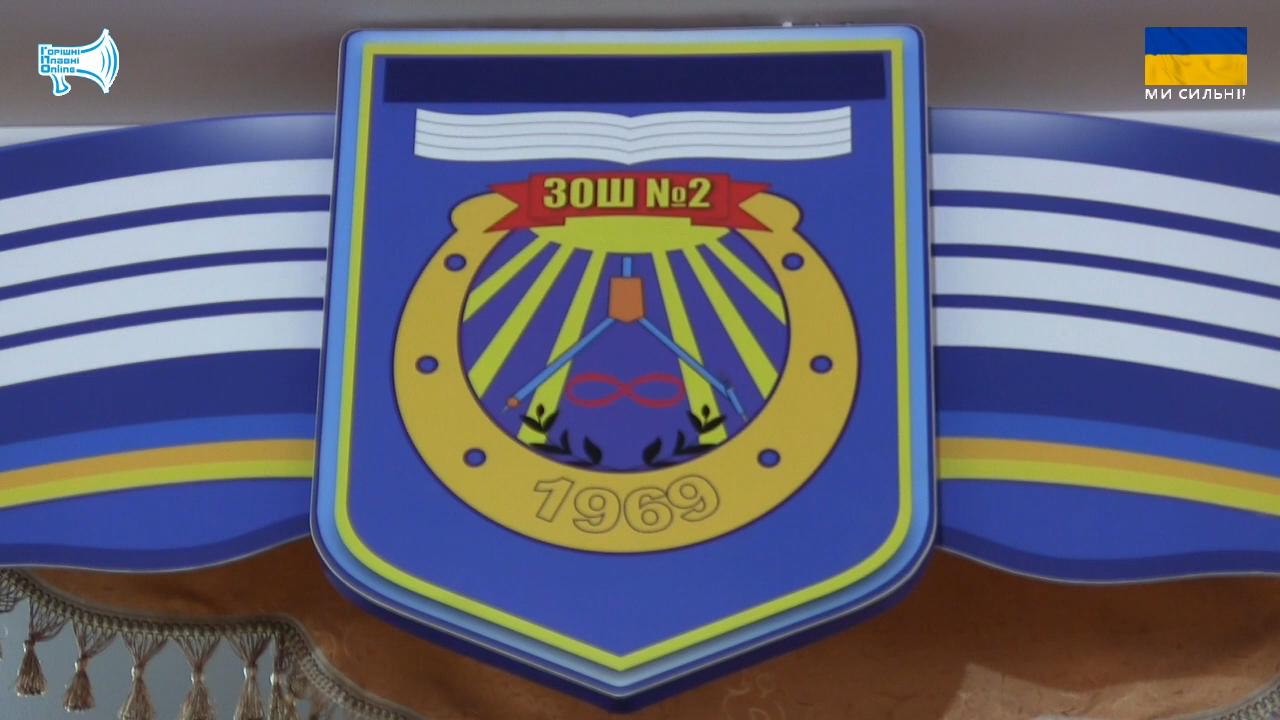 Горішні
Плавні
Online
МИ СИЛЬНІ!
ЗОШ №2
1969